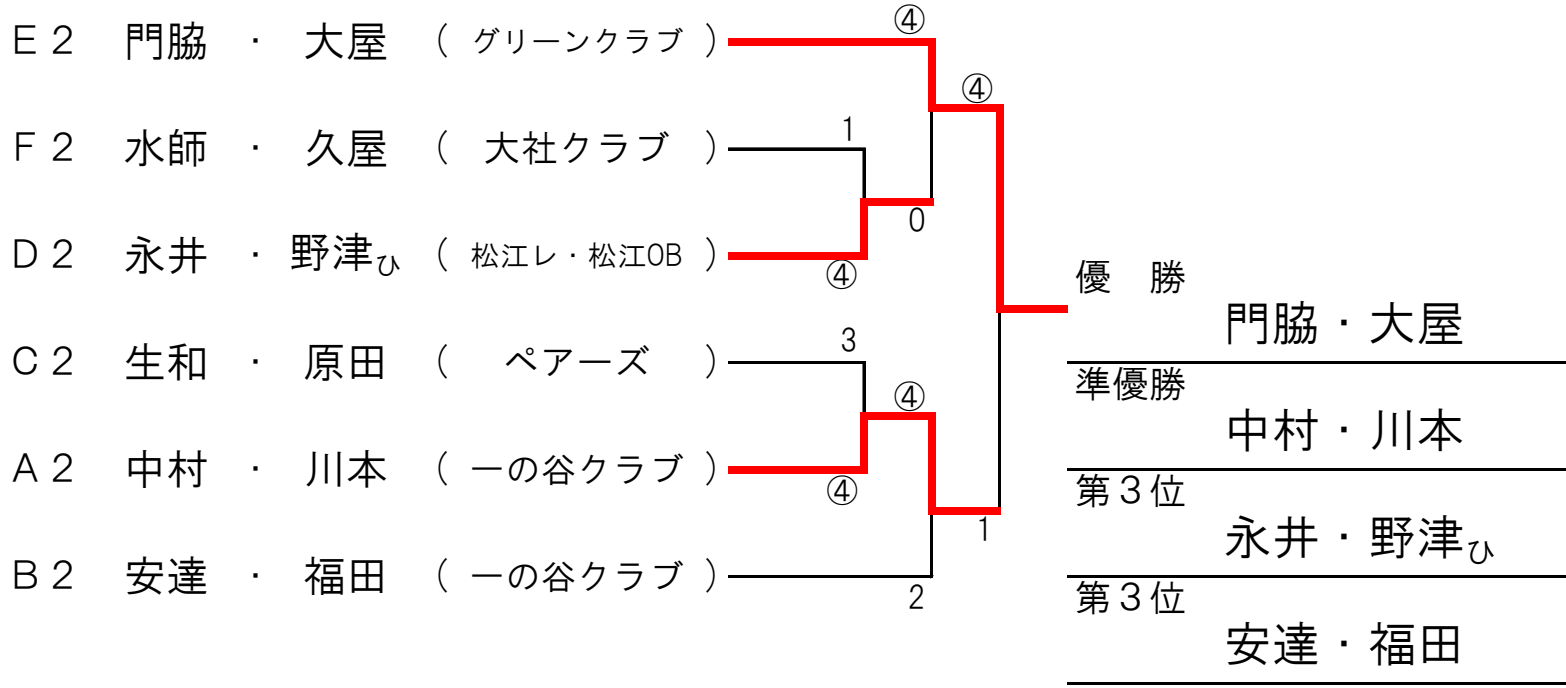 ④
Ｅ２ 門脇 ・ 大屋 （ グリーンクラブ ）
④
1
Ｆ２ 水師 ・ 久屋 （ 大社クラブ ）
0
Ｄ２ 永井 ・ 野津ひ （ 松江レ・松江OB ）
④
優　勝
門脇・大屋
3
Ｃ２ 生和 ・ 原田 （ ペアーズ ）
準優勝
④
中村・川本
Ａ２ 中村 ・ 川本 （ 一の谷クラブ ）
④
第３位
1
永井・野津ひ
Ｂ２ 安達 ・ 福田 （ 一の谷クラブ ）
2
第３位
安達・福田